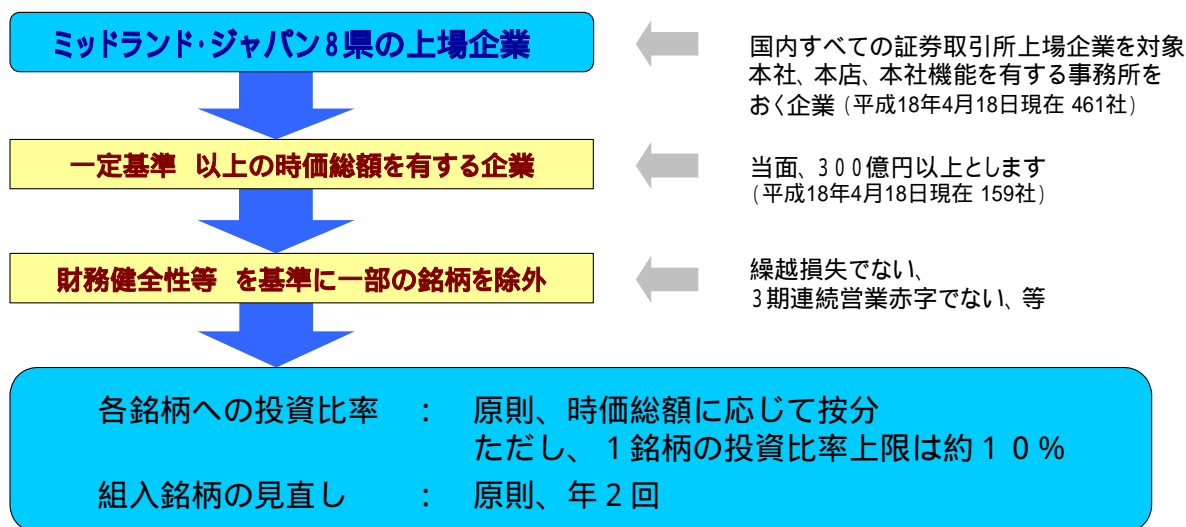 ミッドランド・ジャパン8県の上場企業
国内すべての証券取引所上場企業を対象
本社、本店、本社機能を有する事務所を
おく企業（平成18年4月18日現在 461社）
一定基準 以上の時価総額を有する企業
当面、300億円以上とします
（平成18年4月18日現在 159社）
財務健全性等 を基準に一部の銘柄を除外
繰越損失でない、
3期連続営業赤字でない、等
各銘柄への投資比率 ： 原則、時価総額に応じて按分
ただし、1銘柄の投資比率上限は約10%
組入銘柄の見直し ： 原則、年2回